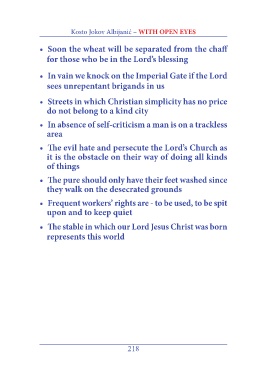 Kosto Jokov Albijanić – WITH OPEN EYES
• Soon the wheat will be separated from the chaff
for those who be in the Lord's blessing
• In vain we knock on the Imperial Gate if the Lord
sees unrepentant brigands in us
• Streets in which Christian simplicity has no price
do not belong to a kind city
• In absence of self-criticism a man is on a trackless
area
• The evil hate and persecute the Lord's Church as
it is the obstacle on their way of doing all kinds
of things
• The pure should only have their feet washed since
they walk on the desecrated grounds
• Frequent workers' rights are - to be used, to be spit
upon and to keep quiet
• The stable in which our Lord Jesus Christ was born
represents this world
218